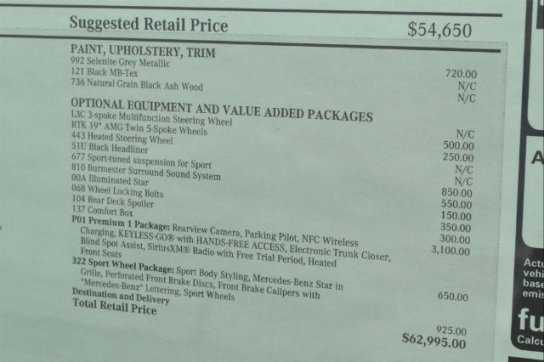 Suggested Retail Price $54,650
PAINT, UPHOLSTERY, TRIM
992 Selenite Grey Metallic 720.00
121 Black MB-Tex N/C
736 Natural Grain Black Ash Wood N/C
OPTIONAL EQUIPMENT AND VALUE ADDED PACKAGES
L3C 3-spoke Multifunction Steering Wheel N/C
RTK 19" AMG Twin 5-Spoke Wheels 500.00
443 Heated Steering Wheel 250.00
51U Black Headliner N/C
677 Sport-tuned suspension for Sport N/C
810 Burmester Surround Sound System 850.00
00A Illuminated Star 550.00
068 Wheel Locking Bolts 150.00
104 Rear Deck Spoiler 350.00
137 Comfort Box 300.00
P01 Premium 1 Package: Rearview Camera, Parking Pilot, NFC Wireless 3,100.00
Charging, KEYLESS-GO® with HANDS-FREE ACCESS, Electronic Trunk Closer,
Blind Spot Assist, SiriusXM® Radio with Free Trial Period, Heated
Front Seats
322 Sport Wheel Package: Sport Body Styling, Mercedes-Benz Star in 650.00
Grille, Perforated Front Brake Discs, Front Brake Calipers with
"Mercedes-Benz" Lettering, Sport Wheels
Destination and Delivery 925.00
Total Retail Price $62,995.00
A
Actu
vehi
base
emis
fu
Calcu